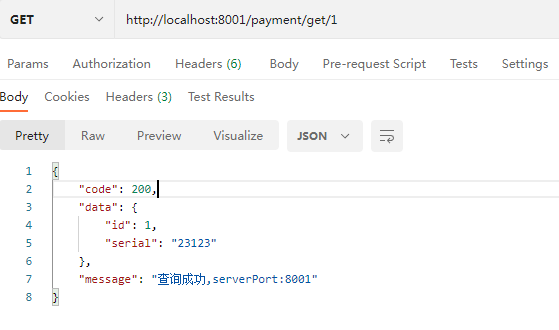 GET http://localhost:8001/payment/get/1
Params Authorization Headers (6) Body Pre-request Script Tests Settings
Body Cookies Headers (3) Test Results
Pretty Raw Preview Visualize JSON
1 {
2 "code": 200,
3 "data": {
4 "id": 1,
5 "serial": "23123"
6 },
7 "message": "查询成功,serverPort:8001"
8 }